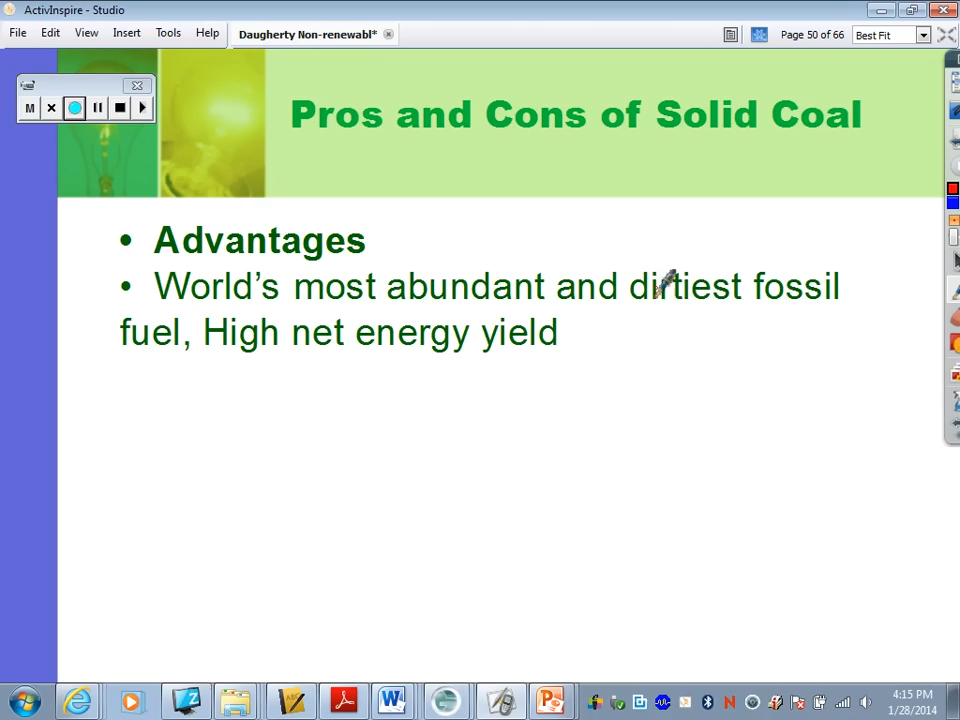 ActivInspire - Studio
File Edit View Insert Tools Help Daugherty Non-renewabl* Page 50 of 66 Best Fit
M
Pros and Cons of Solid Coal
• Advantages
• World’s most abundant and dirtiest fossil
fuel, High net energy yield
4:15 PM
1/28/2014